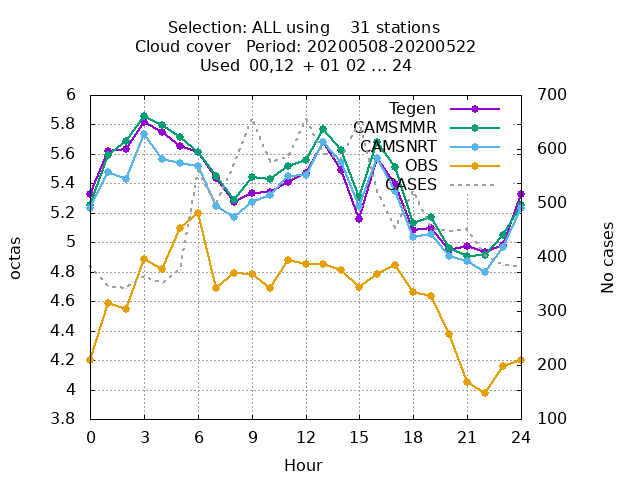 Selection: ALL using    31 stations
Cloud cover   Period: 20200508-20200522
Used  00,12  + 01 02 ... 24
6
5.8
5.6
5.4
5.2
5
4.8
4.6
4.4
4.2
4
3.8
octas
Tegen
CAMSMMR
CAMSNRT
OBS
CASES
700
600
500
400
300
200
100
No cases
0 3 6 9 12 15 18 21 24
Hour